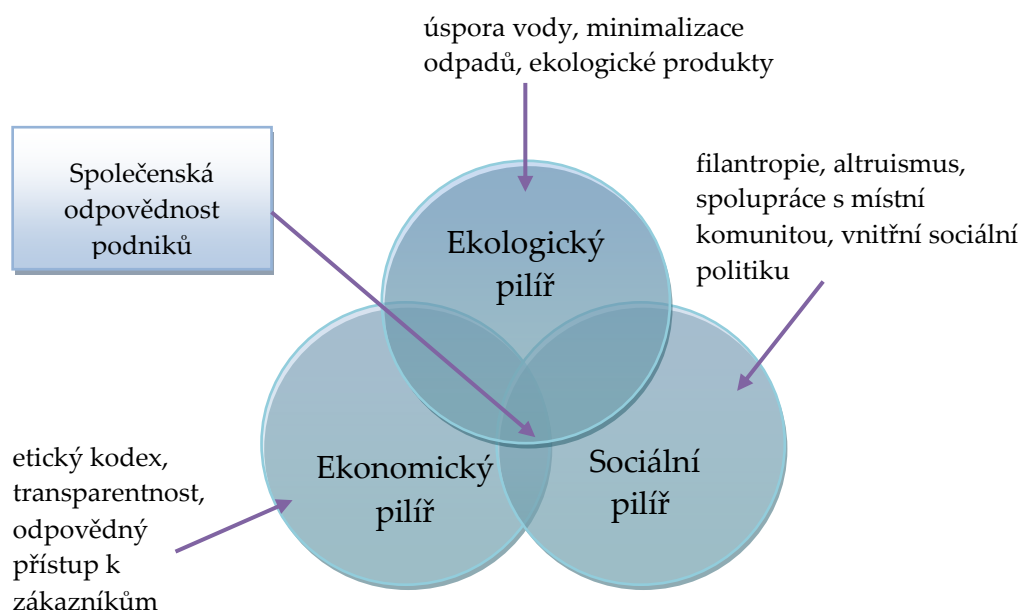 úspora vody, minimalizace
odpadů, ekologické produkty
Společenská
odpovědnost
podniků
filantropie, altruismus,
spolupráce s místní
komunitou, vnitřní sociální
politiku
Ekologický
pilíř
Ekonomický
pilíř
Sociální
pilíř
etický kodex,
transparentnost,
odpovědný
přístup k
zákazníkům